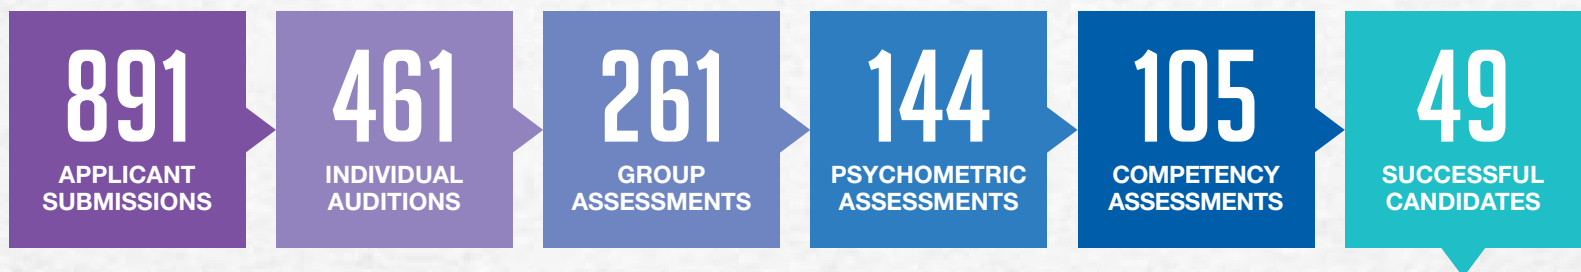 891
APPLICANT
SUBMISSIONS
461
INDIVIDUAL
AUDITIONS
261
GROUP
ASSESSMENTS
144
PSYCHOMETRIC
ASSESSMENTS
105
COMPETENCY
ASSESSMENTS
49
SUCCESSFUL
CANDIDATES